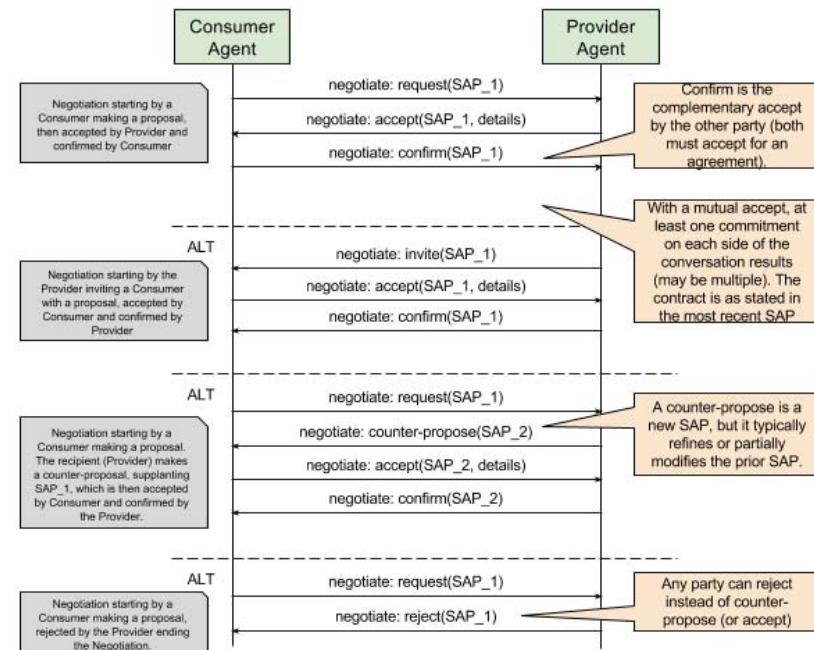 Consumer
Agent
Provider
Agent
negotiate: request(SAP_1)
Negotiation starting by a
Consumer making a proposal,
then accepted by Provider and
confirmed by Consumer
negotiate: accept(SAP_1, details)
negotiate: confirm(SAP_1)
Confirm is the
complementary accept
by the other party (both
must accept for an
agreement).
With a mutual accept, at
least one commitment
on each side of the
conversation results
(may be multiple). The
contract is as stated in
the most recent SAP
ALT
negotiate: invite(SAP_1)
Negotiation starting by the
Provider inviting a Consumer
with a proposal, accepted by
Consumer and confirmed by
Provider
negotiate: accept(SAP_1, details)
negotiate: confirm(SAP_1)
ALT
negotiate: request(SAP_1)
A counter-propose is a
new SAP, but it typically
refines or partially
modifies the prior SAP.
Negotiation starting by a
Consumer making a proposal.
The recipient (Provider) makes
a counter-proposal, supplanting
SAP_1, which is then accepted
by Consumer and confirmed by
the Provider.
negotiate: counter-propose(SAP_2)
negotiate: accept(SAP_2, details)
negotiate: confirm(SAP_2)
ALT
negotiate: request(SAP_1)
Any party can reject
instead of counter-
propose (or accept)
Negotiation starting by a
Consumer making a proposal,
rejected by the Provider ending
the Negotiation.
negotiate: reject(SAP_1)